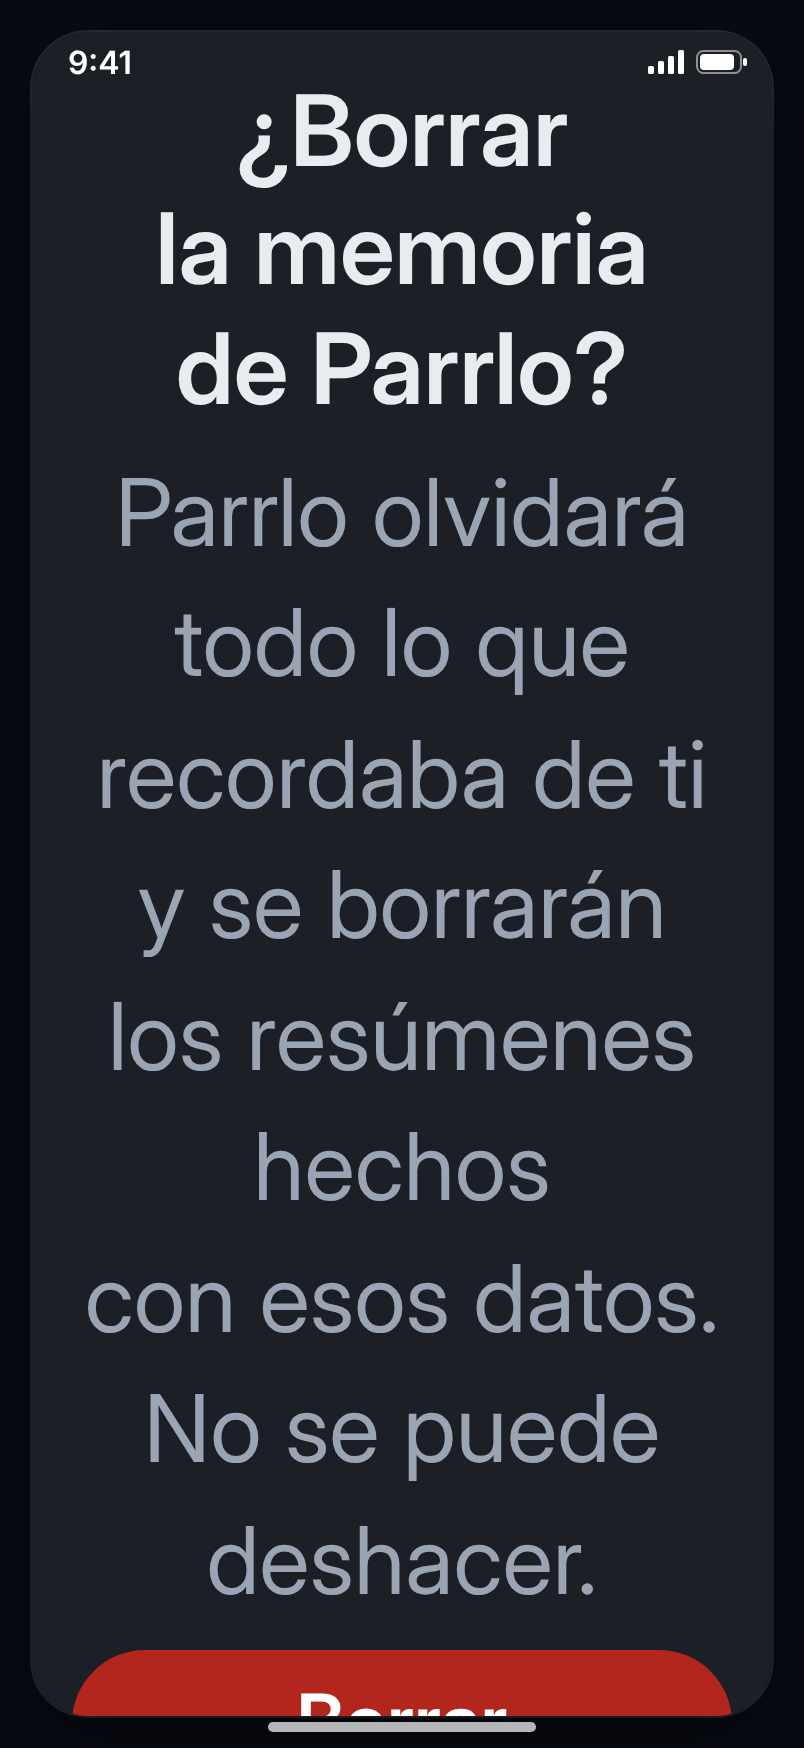 9:41
¿Borrar
la memoria
de Parrlo?
Parrlo olvidará
todo lo que
recordaba de ti
y se borrarán
los resúmenes
hechos
con esos datos.
No se puede
deshacer.
Borrar